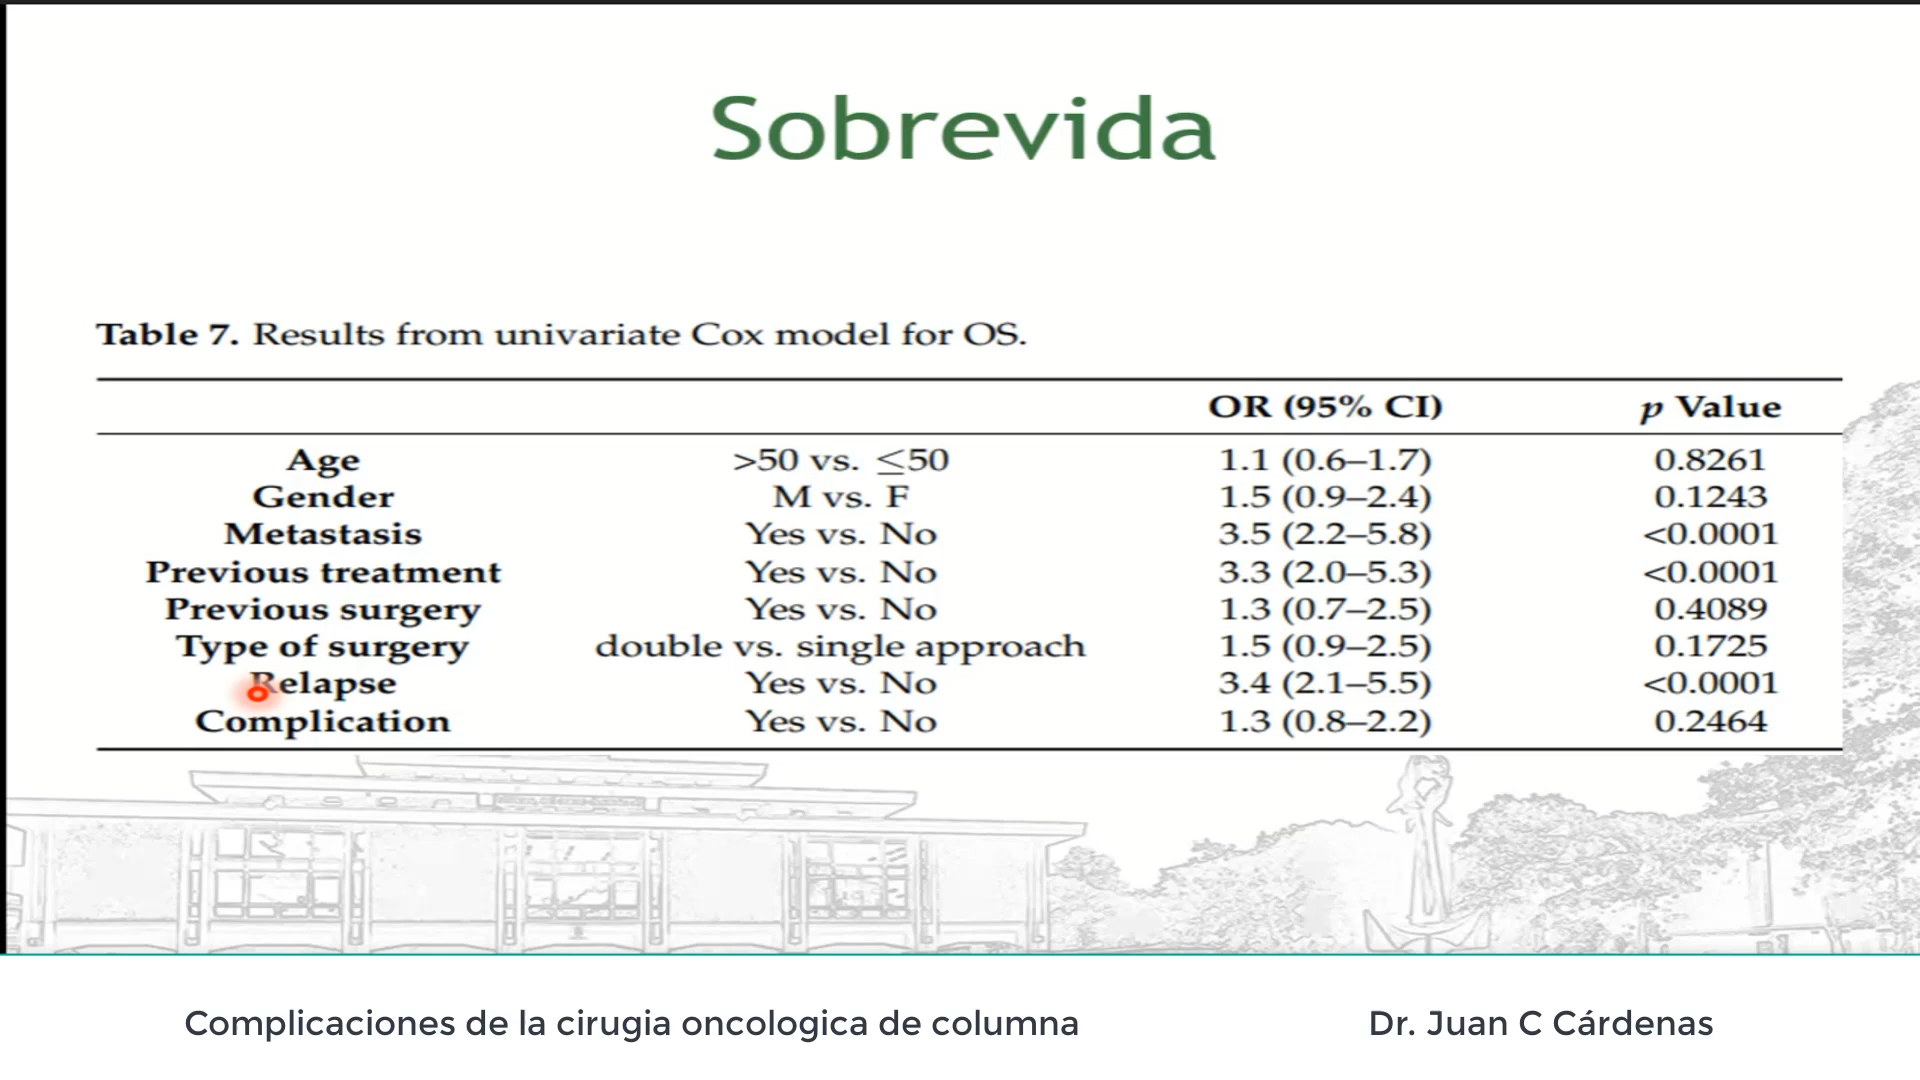 Sobrevida
Table 7. Results from univariate Cox model for OS.
OR (95% CI) p Value
Age >50 vs. ≤50 1.1 (0.6–1.7) 0.8261
Gender M vs. F 1.5 (0.9–2.4) 0.1243
Metastasis Yes vs. No 3.5 (2.2–5.8) <0.0001
Previous treatment Yes vs. No 3.3 (2.0–5.3) <0.0001
Previous surgery Yes vs. No 1.3 (0.7–2.5) 0.4089
Type of surgery double vs. single approach 1.5 (0.9–2.5) 0.1725
Relapse Yes vs. No 3.4 (2.1–5.5) <0.0001
Complication Yes vs. No 1.3 (0.8–2.2) 0.2464
Complicaciones de la cirugia oncologica de columna Dr. Juan C Cárdenas